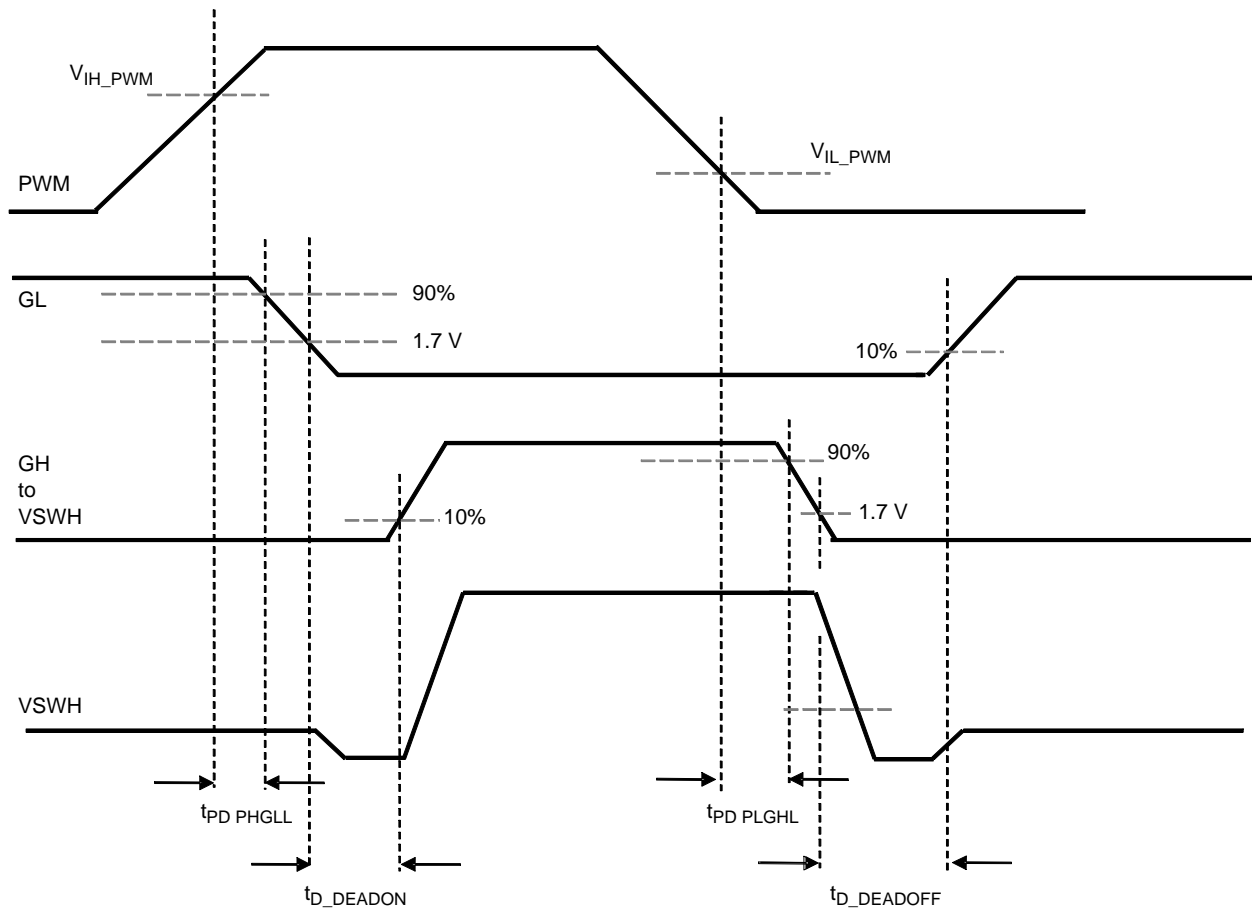 V_IH_PWM
V_IL_PWM
PWM
90%
GL
1.7 V
10%
GH
to
VSWH
90%
10%
1.7 V
VSWH
t_PD PHGLL
t_PD PLGHL
t_D_DEADON
t_D_DEADOFF